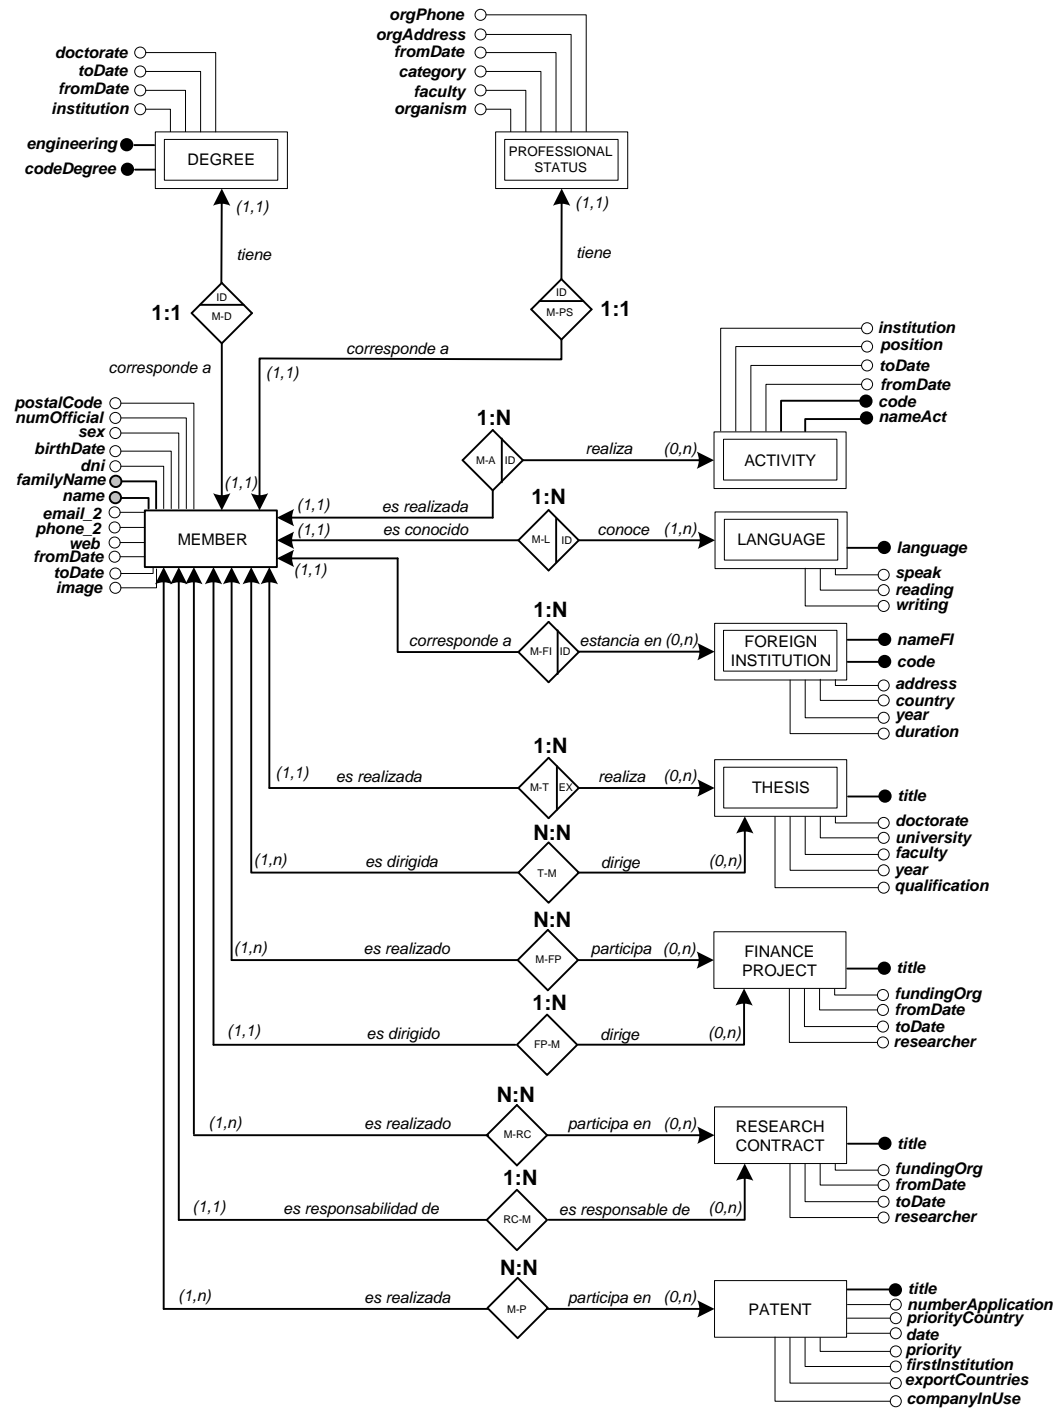 orgPhone
orgAddress
fromDate
category
faculty
organism
doctorate
toDate
fromDate
institution
engineering
codeDegree
DEGREE
PROFESSIONAL
STATUS
(1,1)
(1,1)
tiene
tiene
ID
M-D
1:1
ID
M-PS
1:1
corresponde a
corresponde a
(1,1)
(1,1)
institution
position
toDate
fromDate
code
nameAct
postalCode
numOfficial
sex
birthDate
dni
familyName
name
email_2
phone_2
web
fromDate
toDate
image
MEMBER
1:N
M-A
ID
realiza
(0,n)
ACTIVITY
(1,1)
es realizada
1:N
(1,1)
es conocido
M-L
ID
conoce
(1,n)
LANGUAGE
language
speak
reading
writing
(1,1)
1:N
corresponde a
M-FI
ID
estancia en
(0,n)
FOREIGN
INSTITUTION
nameFI
code
address
country
year
duration
1:N
(1,1)
es realizada
M-T
EX
realiza
(0,n)
THESIS
title
doctorate
university
faculty
year
qualification
N:N
(1,n)
es dirigida
T-M
dirige
(0,n)
N:N
(1,n)
es realizado
M-FP
participa
(0,n)
FINANCE
PROJECT
title
fundingOrg
fromDate
toDate
researcher
1:N
(1,1)
es dirigido
FP-M
dirige
(0,n)
N:N
(1,n)
es realizado
M-RC
participa en
(0,n)
RESEARCH
CONTRACT
title
fundingOrg
fromDate
toDate
researcher
1:N
(1,1)
es responsabilidad de
RC-M
es responsable de
(0,n)
N:N
(1,n)
es realizada
M-P
participa en
(0,n)
PATENT
title
numberApplication
priorityCountry
date
priority
firstInstitution
exportCountries
companyInUse